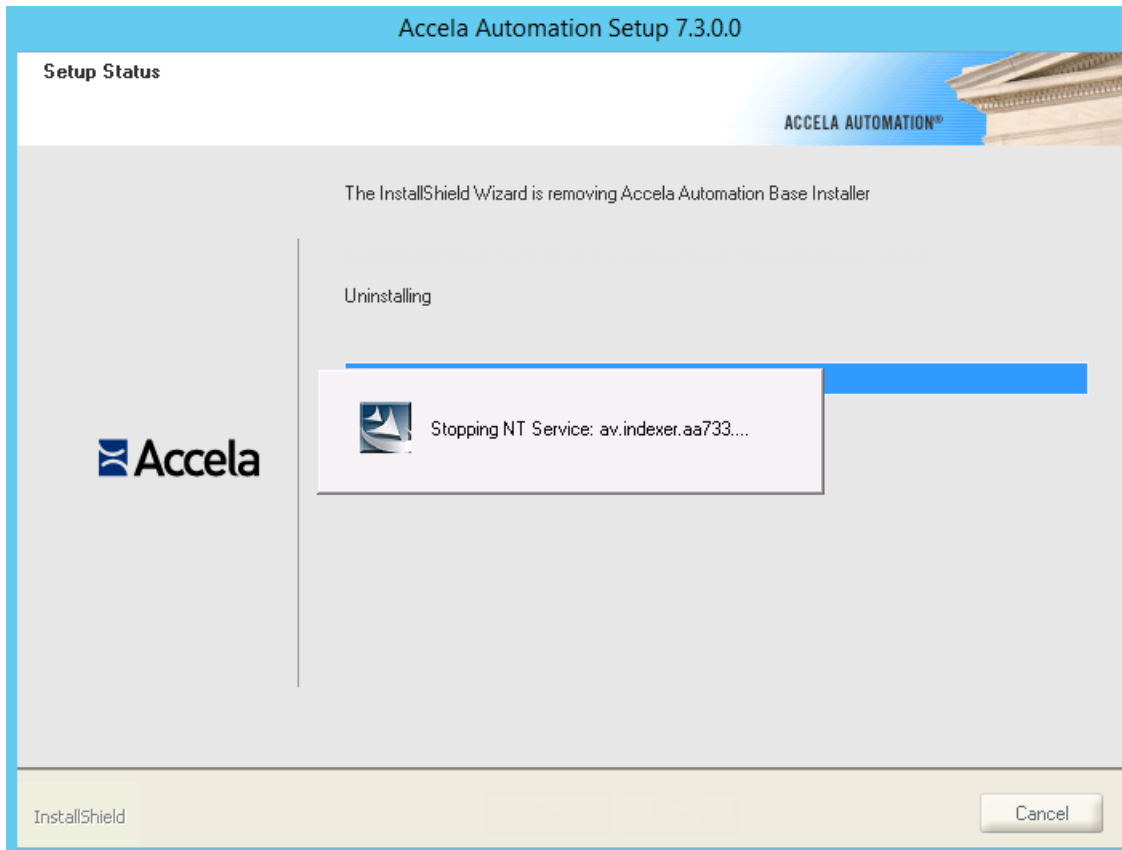 Accela Automation Setup 7.3.0.0
Setup Status
ACCELA AUTOMATION®
The InstallShield Wizard is removing Accela Automation Base Installer
Uninstalling
Stopping NT Service: av.indexer.aa733....
Accela
InstallShield
Cancel